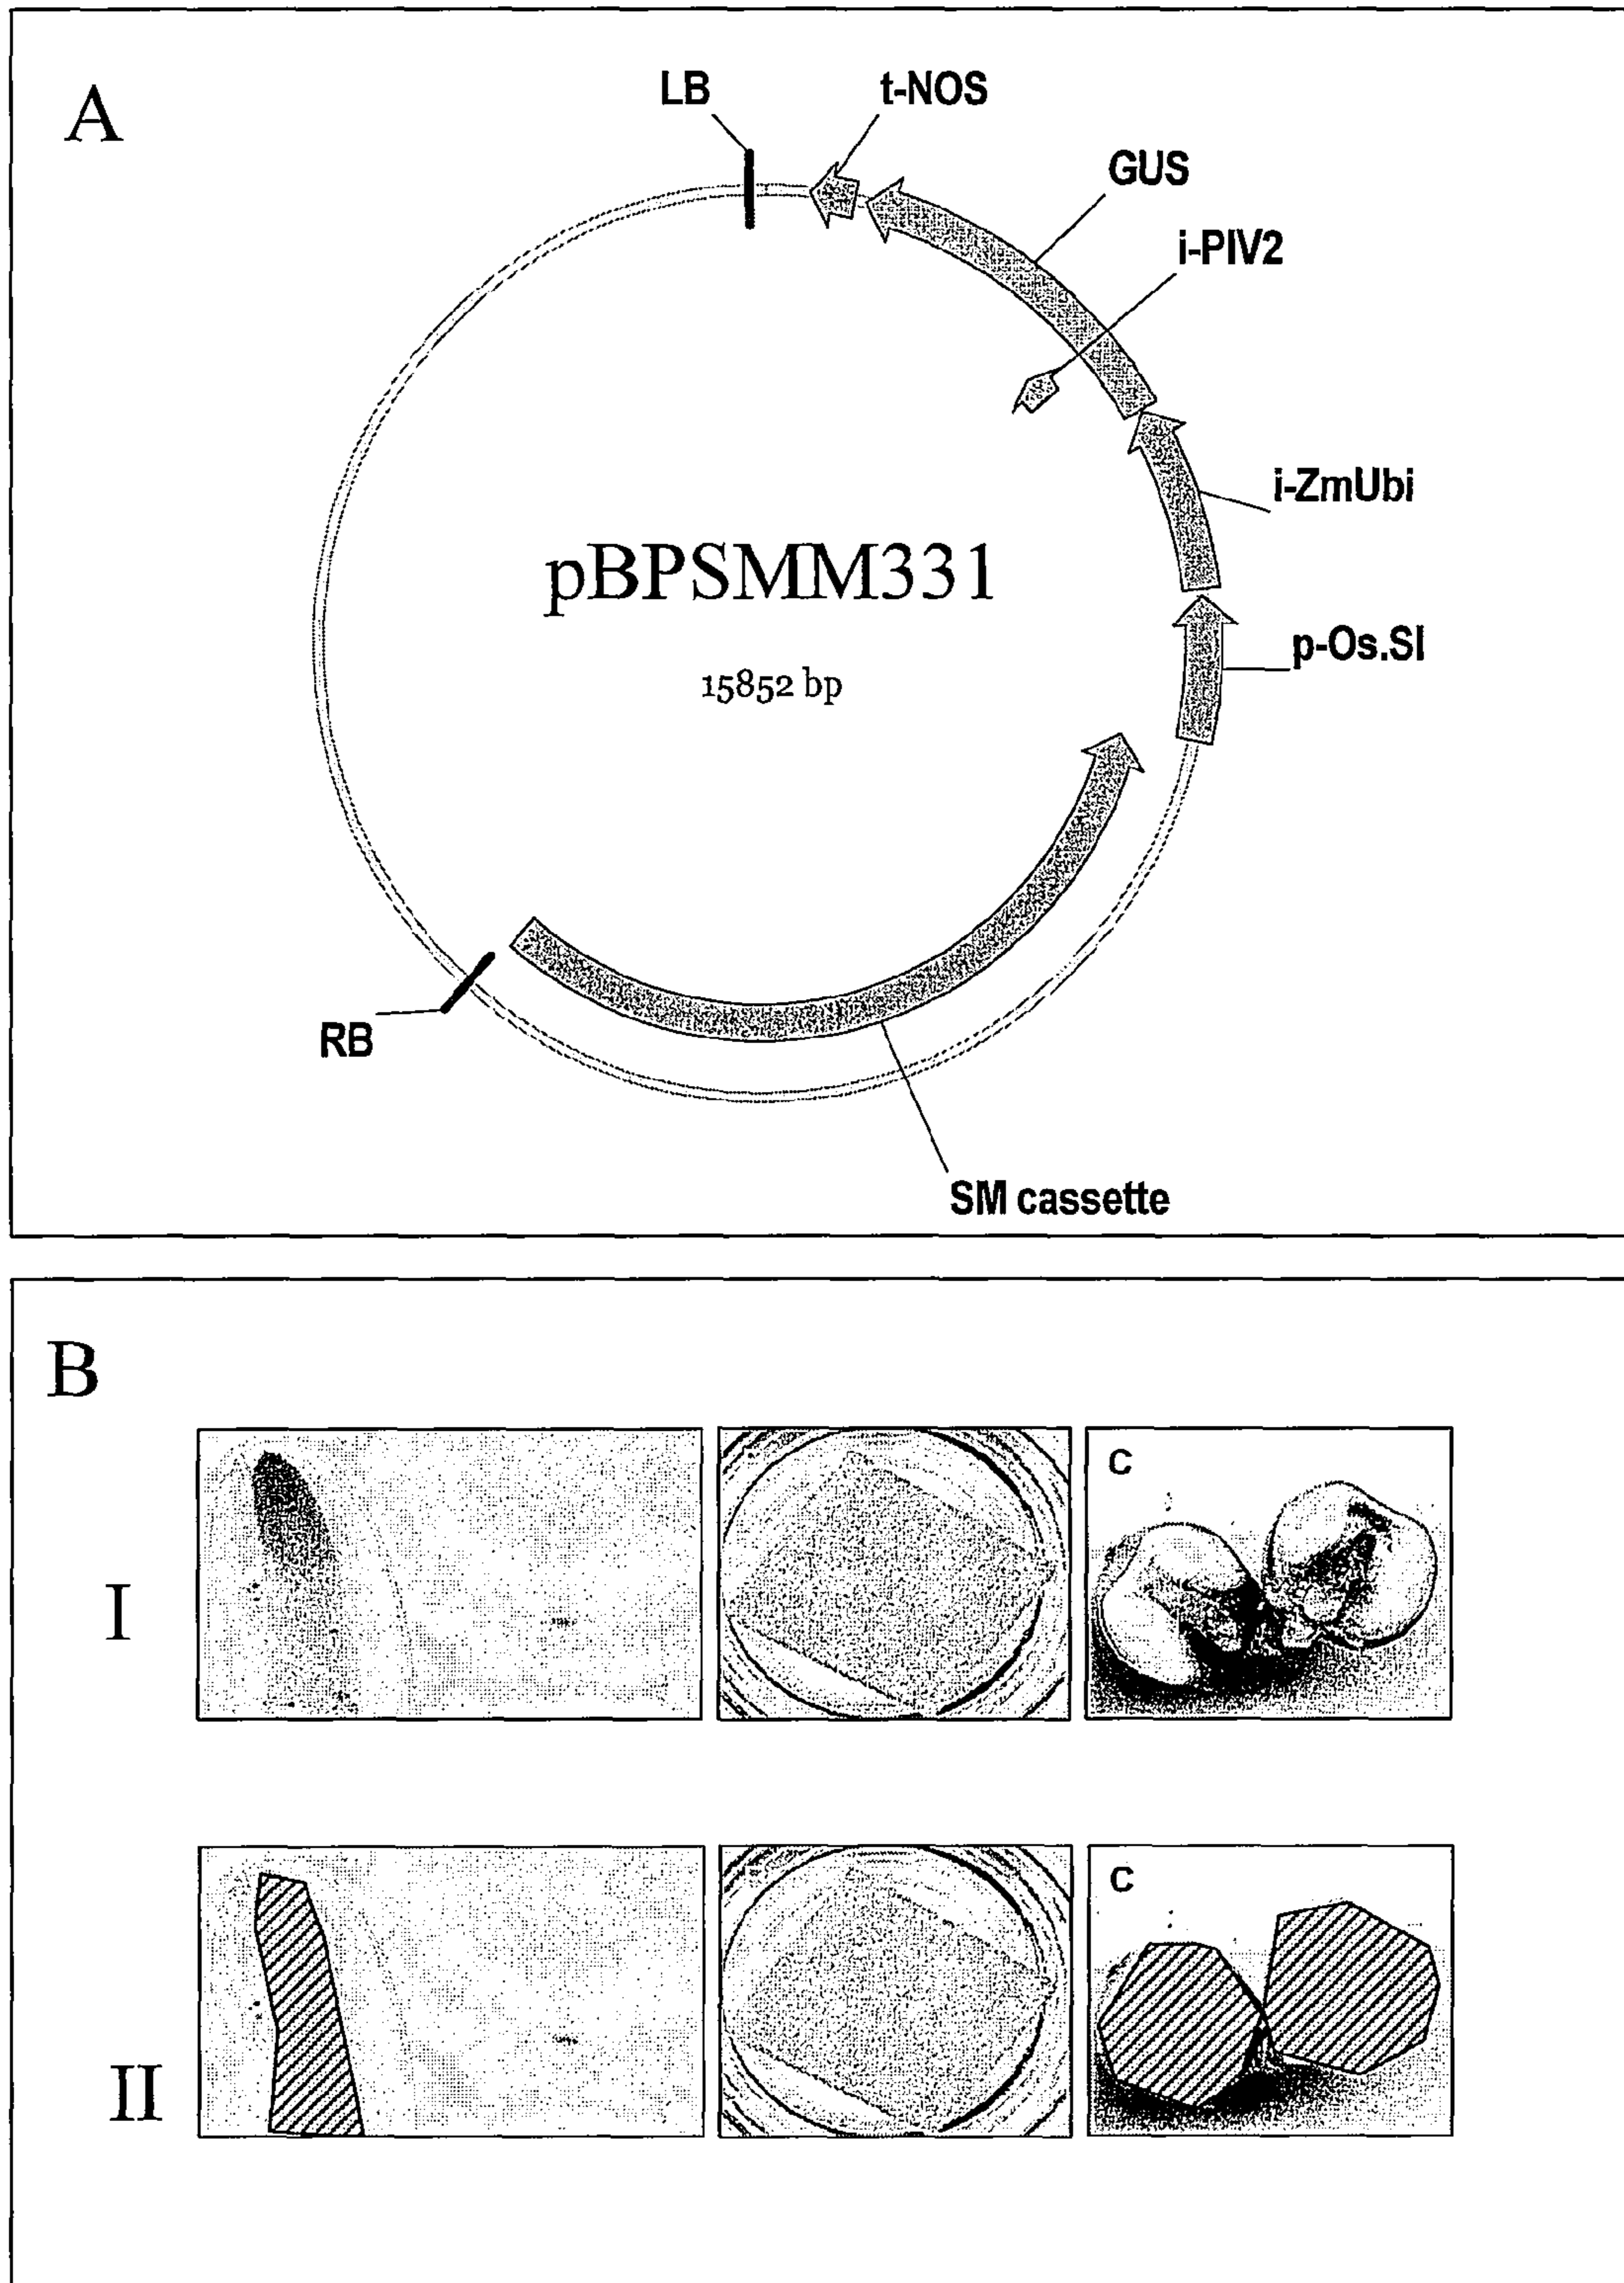 A
LB
t-NOS
GUS
i-PIV2
i-ZmUbi
pBPSMM331
p-Os.SI
15852 bp
RB
SM cassette
B
I
C
II
C